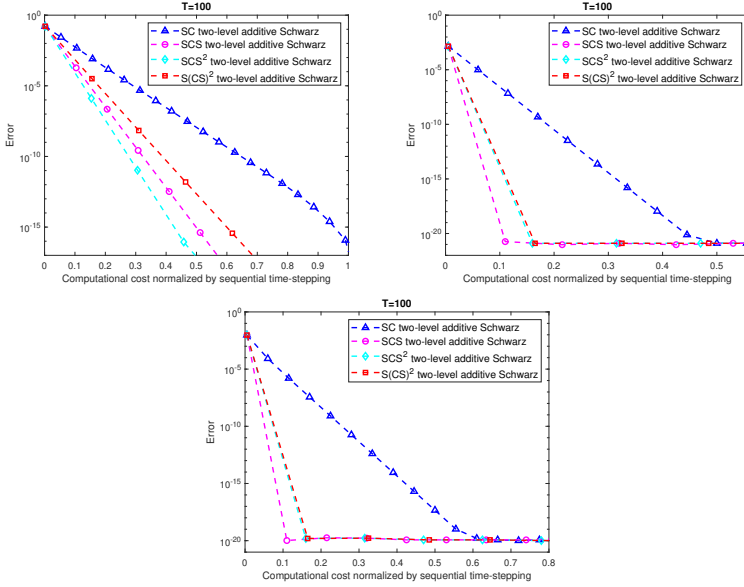 T=100
10^0
10^-5
10^-10
10^-15
Error
SC two-level additive Schwarz
SCS two-level additive Schwarz
SCS^2 two-level additive Schwarz
S(CS)^2 two-level additive Schwarz
0 0.1 0.2 0.3 0.4 0.5 0.6 0.7 0.8 0.9 1
Computational cost normalized by sequential time-stepping
T=100
10^0
10^-5
10^-10
10^-15
10^-20
Error
SC two-level additive Schwarz
SCS two-level additive Schwarz
SCS^2 two-level additive Schwarz
S(CS)^2 two-level additive Schwarz
0 0.1 0.2 0.3 0.4 0.5
Computational cost normalized by sequential time-stepping
T=100
10^0
10^-5
10^-10
10^-15
10^-20
Error
SC two-level additive Schwarz
SCS two-level additive Schwarz
SCS^2 two-level additive Schwarz
S(CS)^2 two-level additive Schwarz
0 0.1 0.2 0.3 0.4 0.5 0.6 0.7 0.8
Computational cost normalized by sequential time-stepping